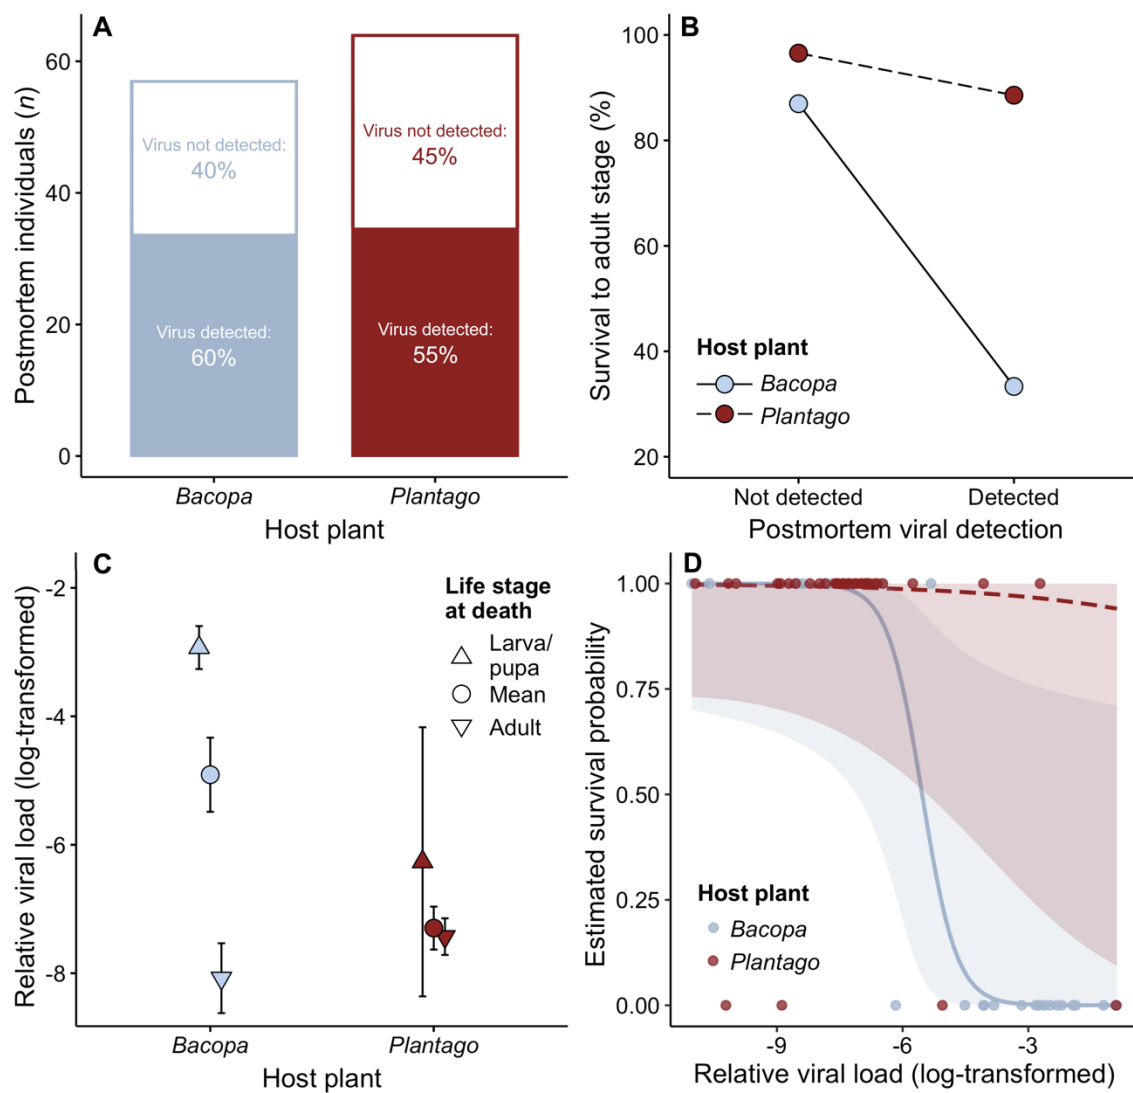 A
Postmortem individuals (n)
60
40
20
0
Virus not detected:
40%
Virus detected:
60%
Virus not detected:
45%
Virus detected:
55%
Bacopa
Plantago
Host plant
B
Survival to adult stage (%)
100
80
60
40
20
Host plant
Bacopa
Plantago
Not detected
Detected
Postmortem viral detection
C
Relative viral load (log-transformed)
-2
-4
-6
-8
Life stage
at death
Larva/
pupa
Mean
Adult
Bacopa
Plantago
Host plant
D
Estimated survival probability
1.00
0.75
0.50
0.25
0.00
Host plant
Bacopa
Plantago
-9
-6
-3
Relative viral load (log-transformed)